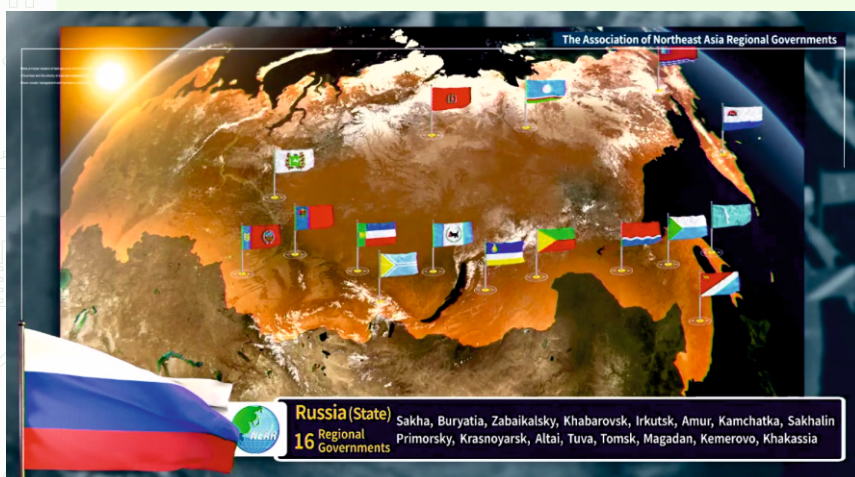 The Association of Northeast Asia Regional Governments
Russia (State)
16 Regional Governments
Sakha, Buryatia, Zabaikalsky, Khabarovsk, Irkutsk, Amur, Kamchatka, Sakhalin
Primorsky, Krasnoyarsk, Altai, Tuva, Tomsk, Magadan, Kemerovo, Khakassia